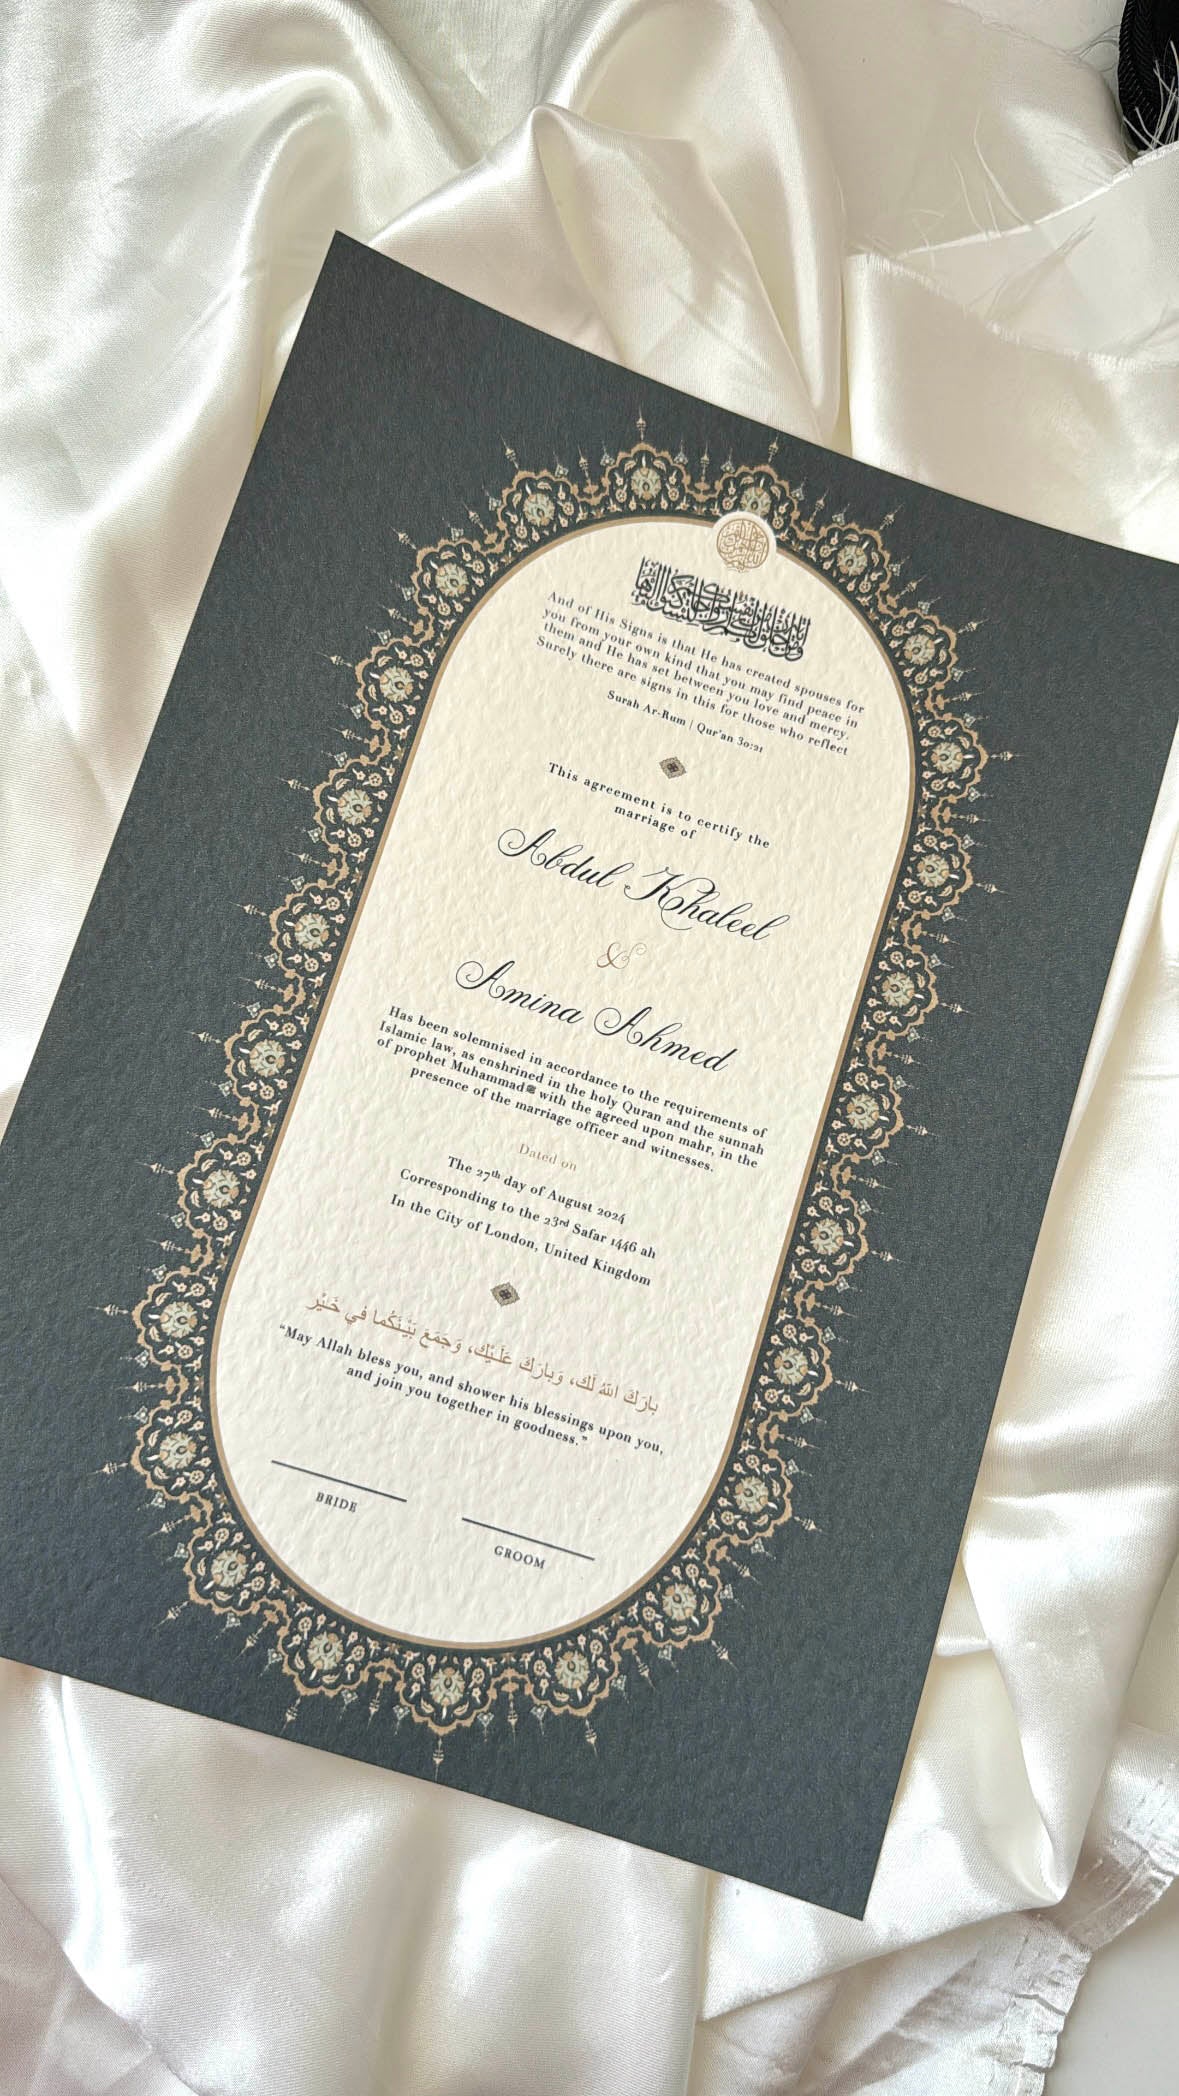 And of His Signs is that He has created spouses for
you from your own kind that you may find peace in
them and He has set between you love and mercy.
Surely there are signs in this for those who reflect
Surah Ar-Rum | Qur'an 30:21
This agreement is to certify the
marriage of
Abdul Khaleel
&
Amina Ahmed
Has been solemnised in accordance to the requirements of
Islamic law, as enshrined in the holy Quran and the sunnah
of prophet Muhammadﷺ with the agreed upon mahr, in the
presence of the marriage officer and witnesses.
Dated on
The 27th day of August 2024
Corresponding to the 23rd Safar 1446 ah
In the City of London, United Kingdom
بارَكَ اللهُ لَك، وَبارَكَ عَلَـيْك، وَجَمَعَ بَيْـنَكُما في خَـيْر
“May Allah bless you, and shower his blessings upon you,
and join you together in goodness.”
BRIDE
GROOM